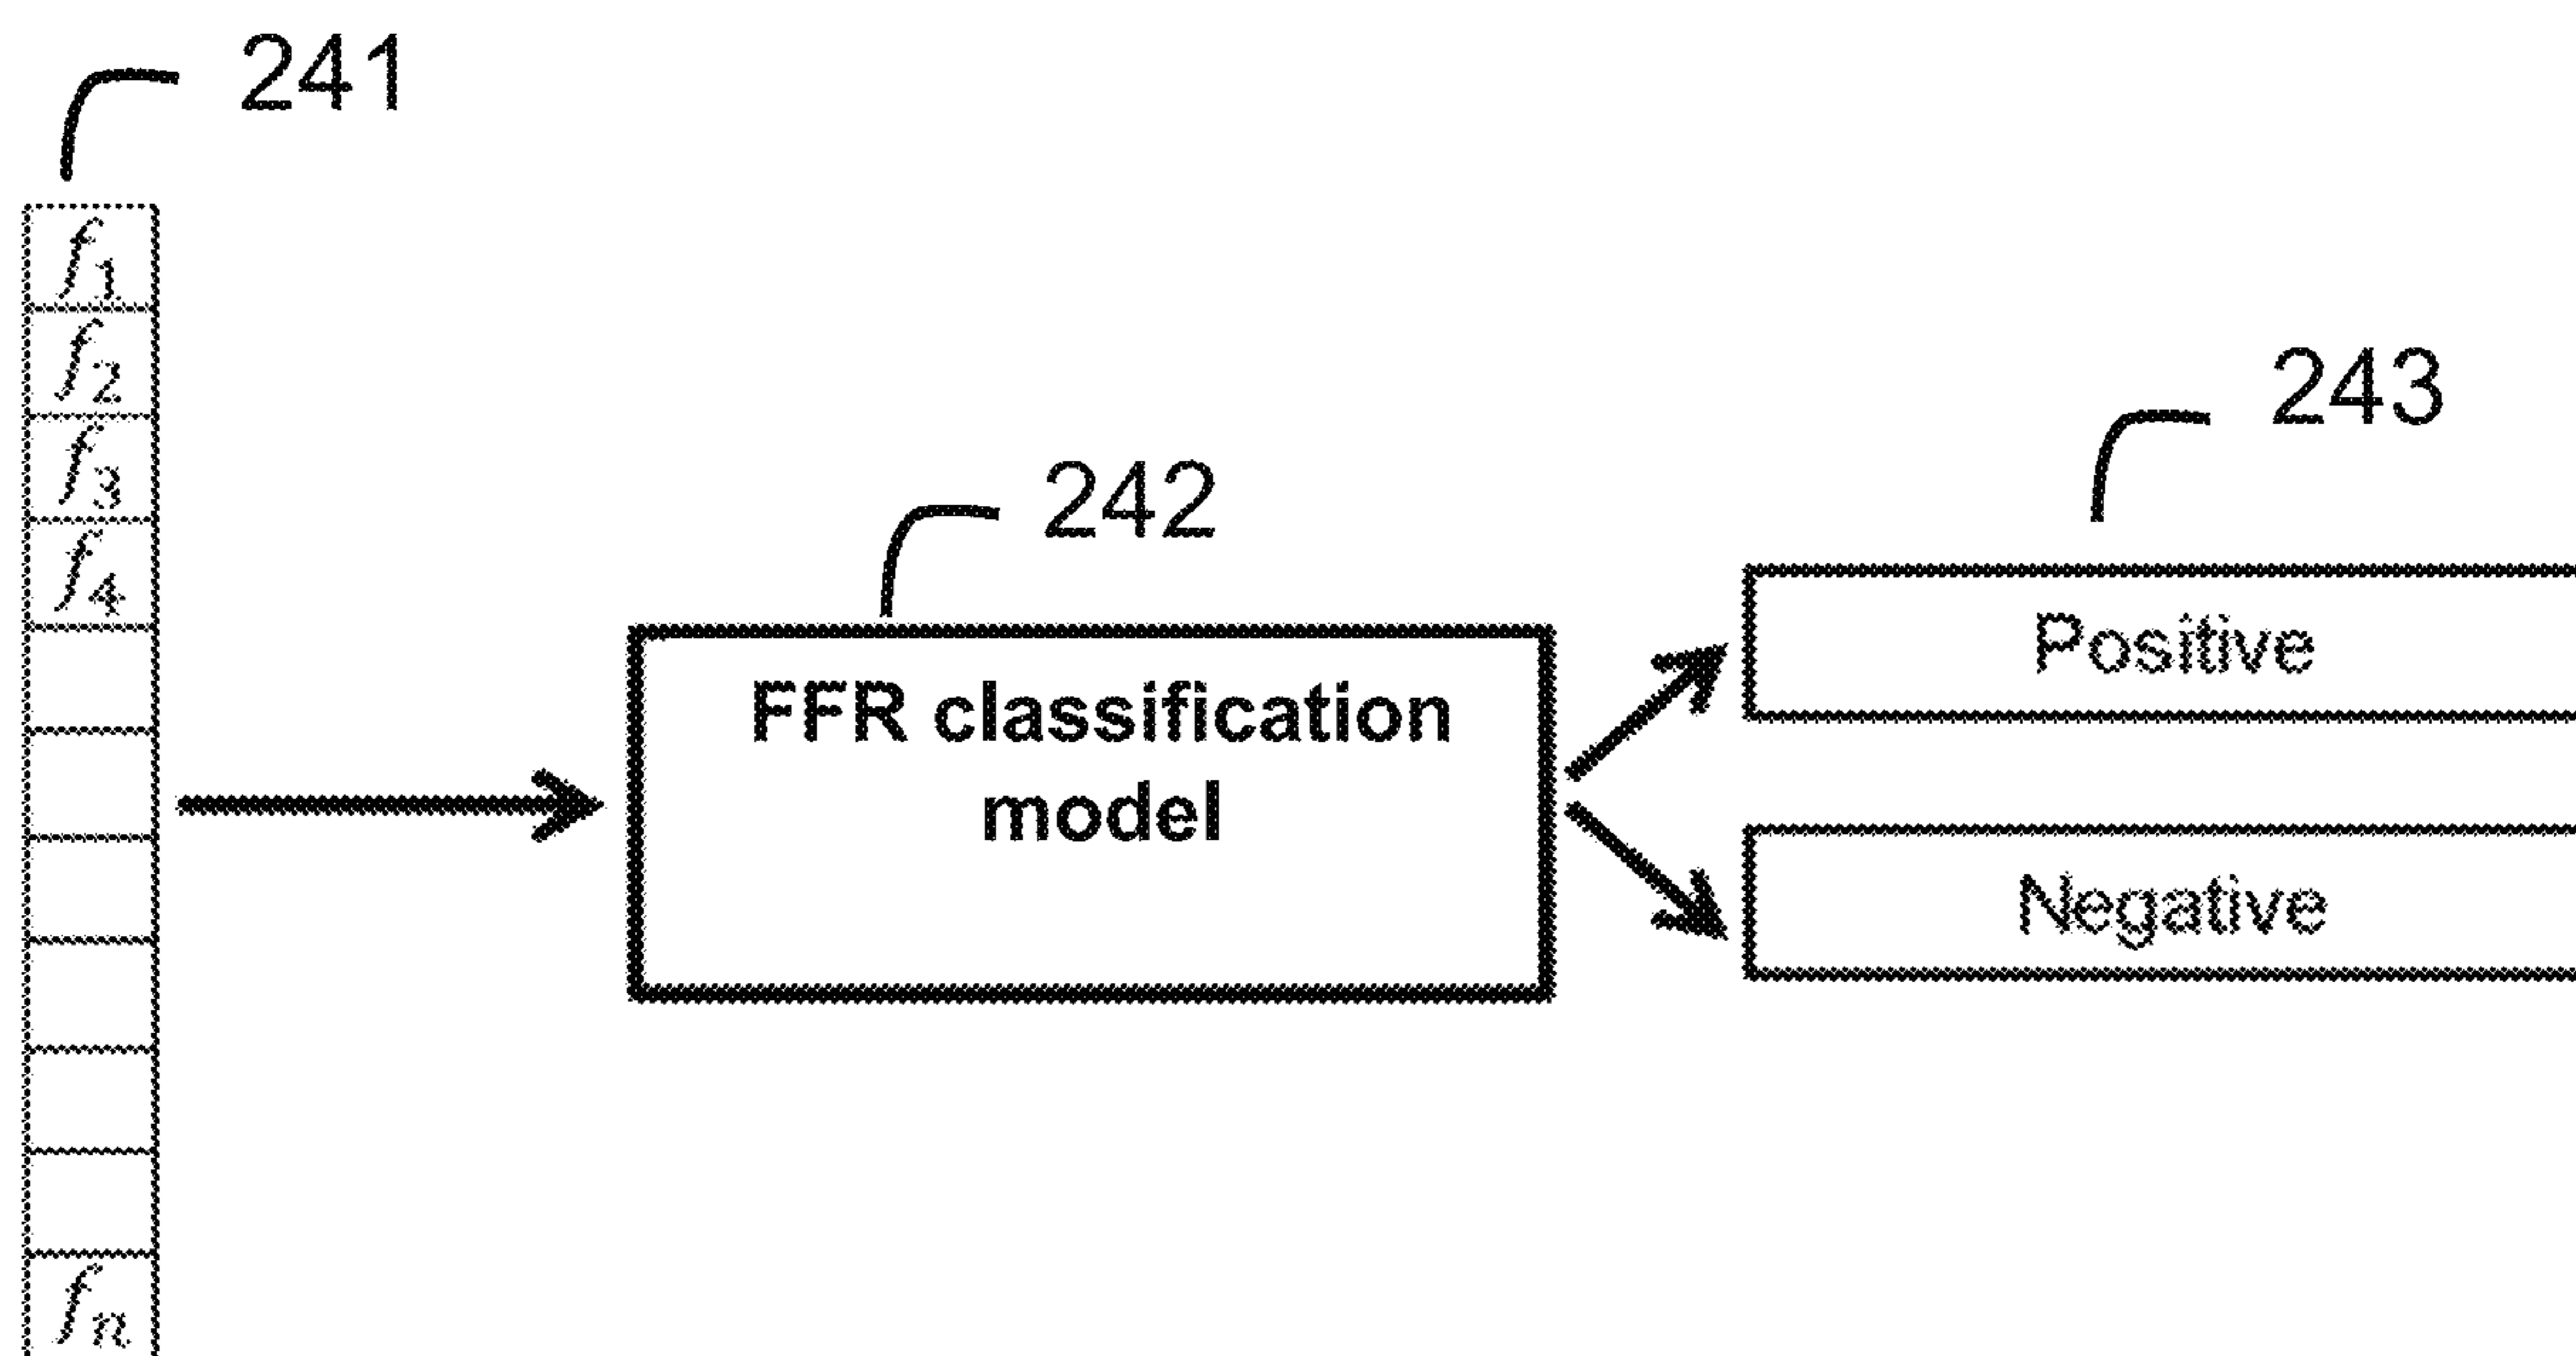 241
f1
f2
f3
f4
fn
242
FFR classification
model
243
Positive
Negative